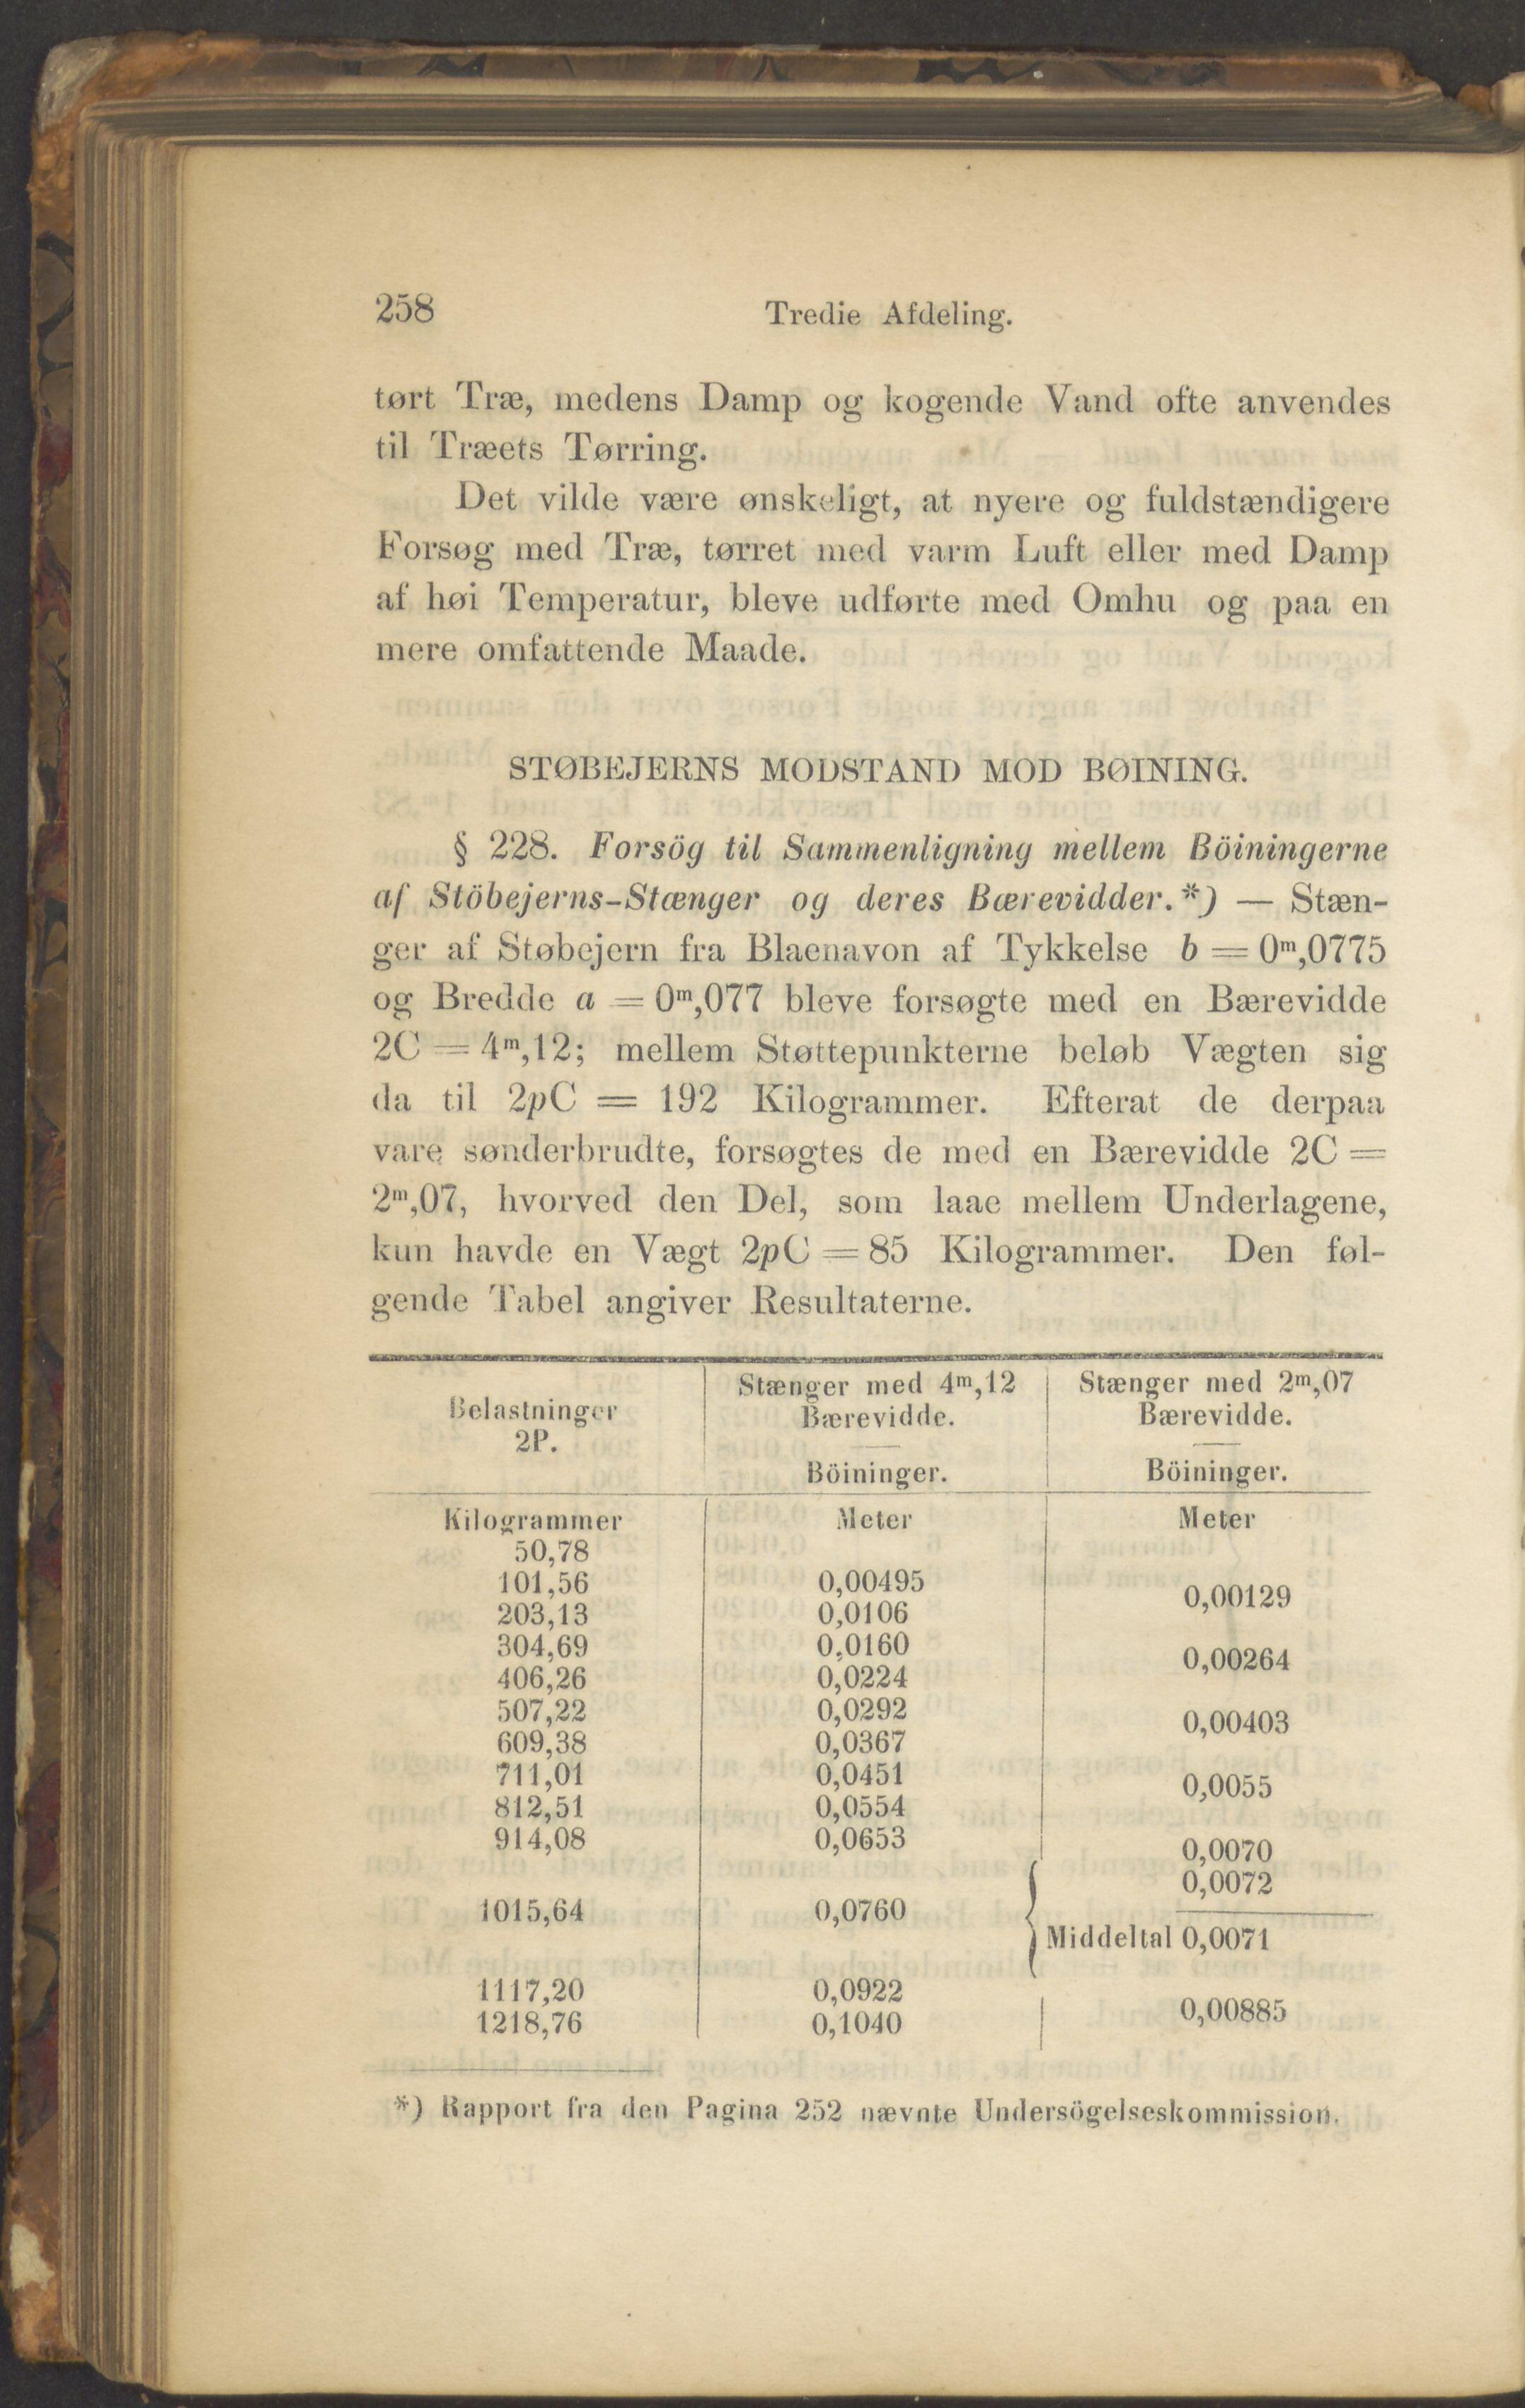 258 Tredie Afdeling.
tørt Træ, medens Damp og kogende Vand ofte anvendes
til Træets Tørring.
Det vilde være ønskeligt, at nyere og fuldstændigere
Forsøg med Træ, tørret med varm Luft eller med Damp
af høi Temperatur, bleve udførte med Omhu og paa en
mere omfattende Maade.
STØBEJERNS MODSTAND MOD BØINING.
§ 228. Forsög til Sammenligning mellem Böiningerne
af Stöbejerns-Stænger og deres Bærevidder.*) — Stæn-
ger af Støbejern fra Blaenavon af Tykkelse b = 0ᵐ,0775
og Bredde a = 0ᵐ,077 bleve forsøgte med en Bærevidde
2C = 4ᵐ,12; mellem Støttepunkterne beløb Vægten sig
da til 2pC = 192 Kilogrammer. Efterat de derpaa
vare sønderbrudte, forsøgtes de med en Bærevidde 2C =
2ᵐ,07, hvorved den Del, som laae mellem Underlagene,
kun havde en Vægt 2pC = 85 Kilogrammer. Den føl-
gende Tabel angiver Resultaterne.
Belastninger
2P.
Stænger med 4ᵐ,12
Bærevidde.
Böininger.
Stænger med 2ᵐ,07
Bærevidde.
Böininger.
Kilogrammer Meter Meter
50,78
101,56 0,00495
0,00129
203,13 0,0106
304,69 0,0160
0,00264
406,26 0,0224
507,22 0,0292
0,00403
609,38 0,0367
711,01 0,0451
0,0055
812,51 0,0554
914,08 0,0653
0,0070
0,0072
1015,64 0,0760
Middeltal 0,0071
1117,20 0,0922
0,00885
1218,76 0,1040
*) Rapport fra den Pagina 252 nævnte Undersögelseskommission.